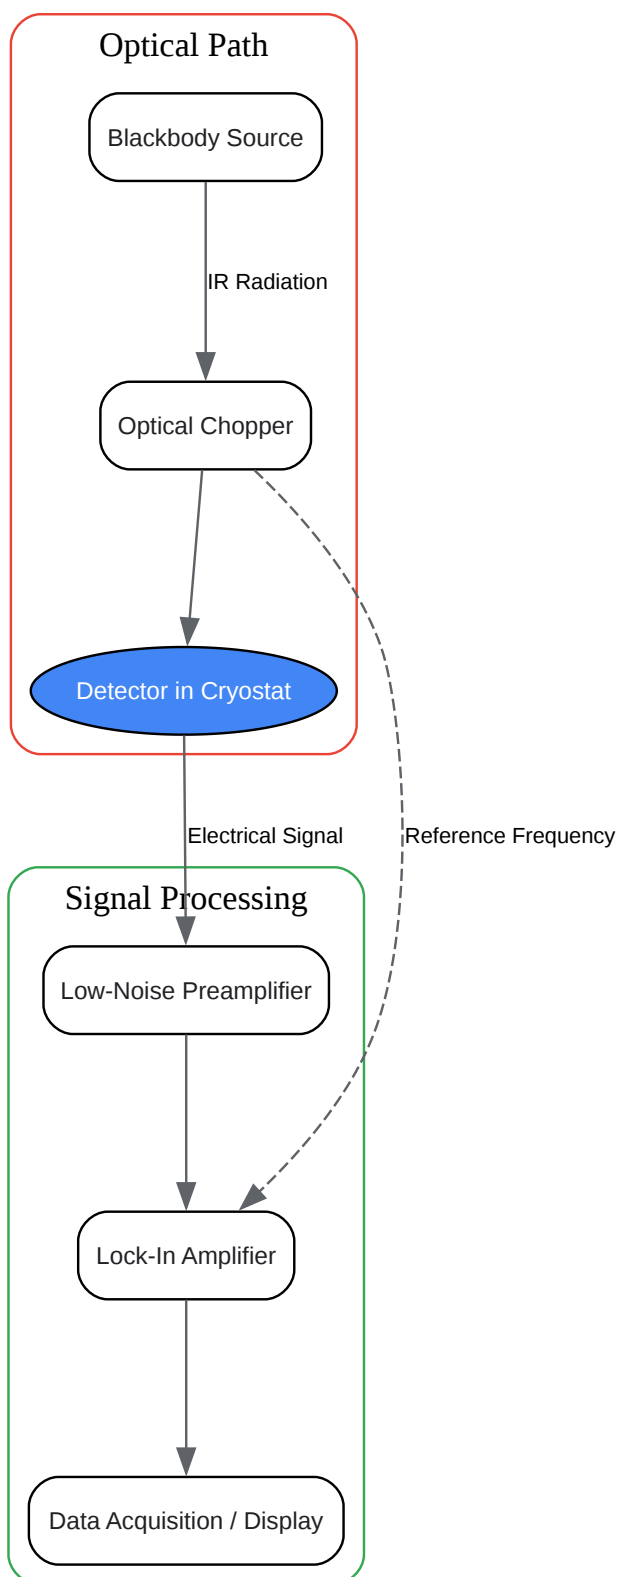 Optical Path
Blackbody Source
IR Radiation
Optical Chopper
Detector in Cryostat
Electrical Signal
Reference Frequency
Signal Processing
Low-Noise Preamplifier
Lock-In Amplifier
Data Acquisition / Display